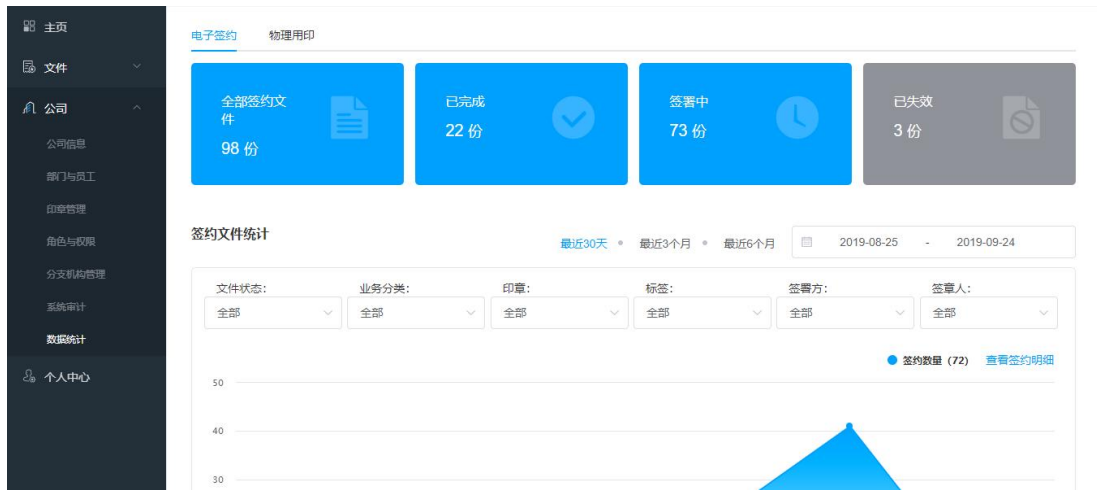 主页
文件
公司
公司信息
部门与员工
印章管理
角色与权限
分支机构管理
系统审计
数据统计
个人中心
电子签约 物理用印
全部签约文
件
98 份
已完成
22 份
签署中
73 份
已失效
3 份
签约文件统计
最近30天 最近3个月 最近6个月 2019-08-25 - 2019-09-24
文件状态: 业务分类: 印章: 标签: 签署方: 签章人:
全部 全部 全部 全部 全部 全部
签约数量 (72) 查看签约明细
50
40
30